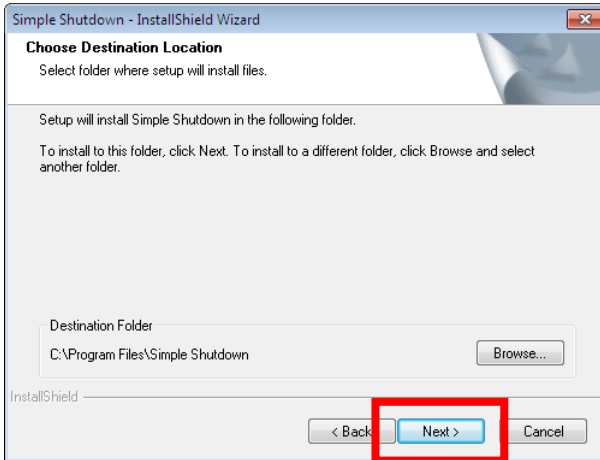 Simple Shutdown - InstallShield Wizard
Choose Destination Location
Select folder where setup will install files.
Setup will install Simple Shutdown in the following folder.
To install to this folder, click Next. To install to a different folder, click Browse and select
another folder.
Destination Folder
C:\Program Files\Simple Shutdown
Browse...
InstallShield
< Back
Next >
Cancel